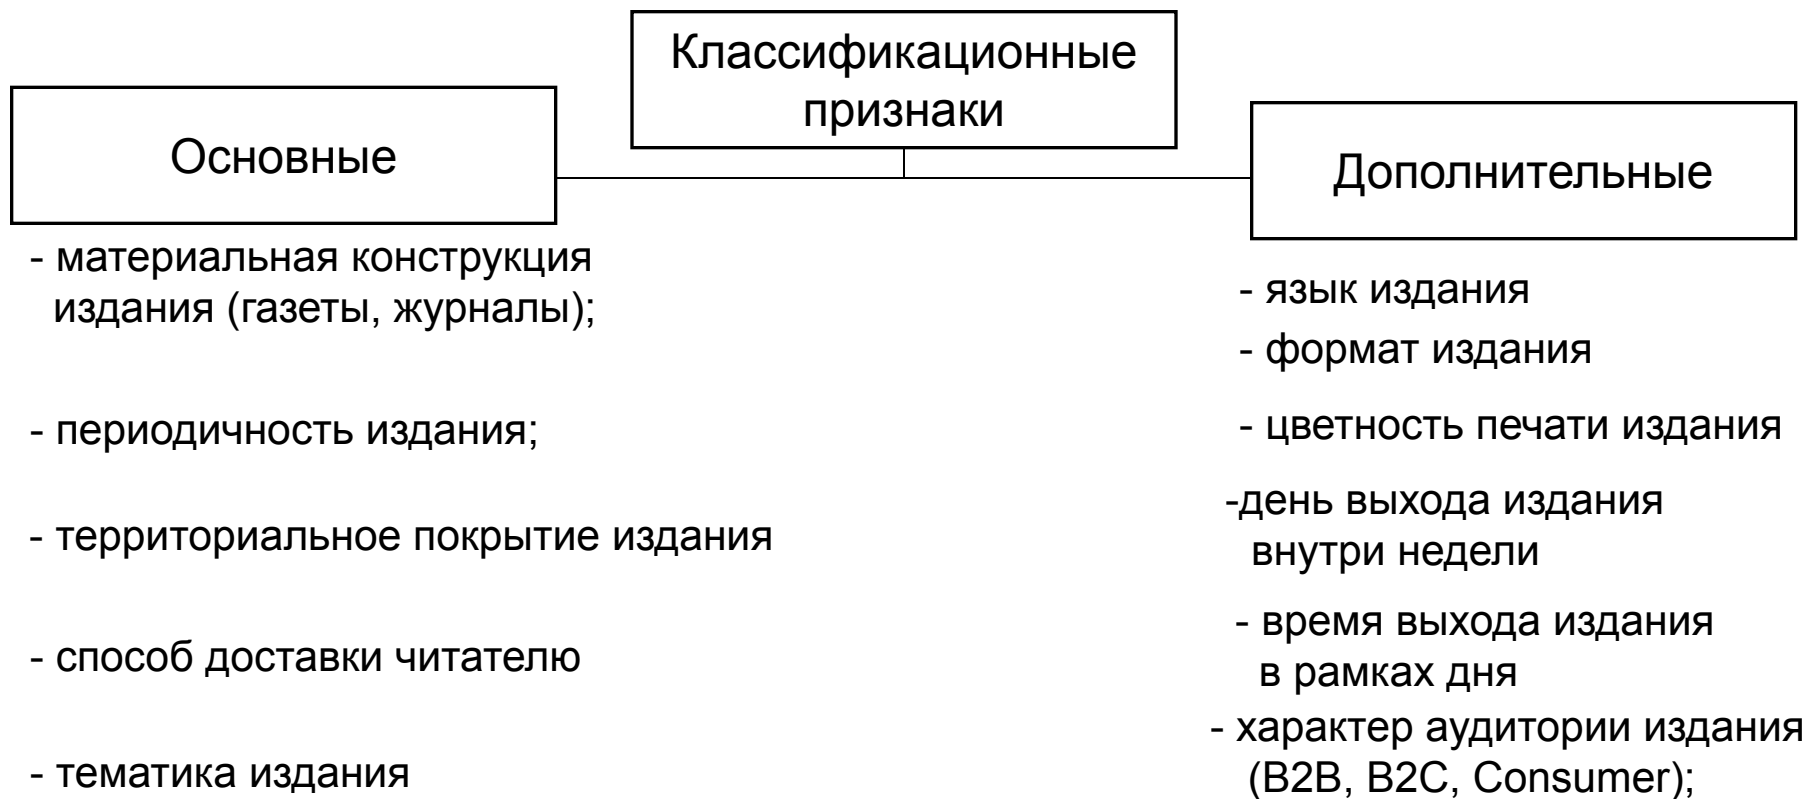 Классификационные
признаки
Основные
- материальная конструкция
издания (газеты, журналы);
- периодичность издания;
- территориальное покрытие издания
- способ доставки читателю
- тематика издания
Дополнительные
- язык издания
- формат издания
- цветность печати издания
-день выхода издания
внутри недели
- время выхода издания
в рамках дня
- характер аудитории издания
(B2B, B2C, Consumer);